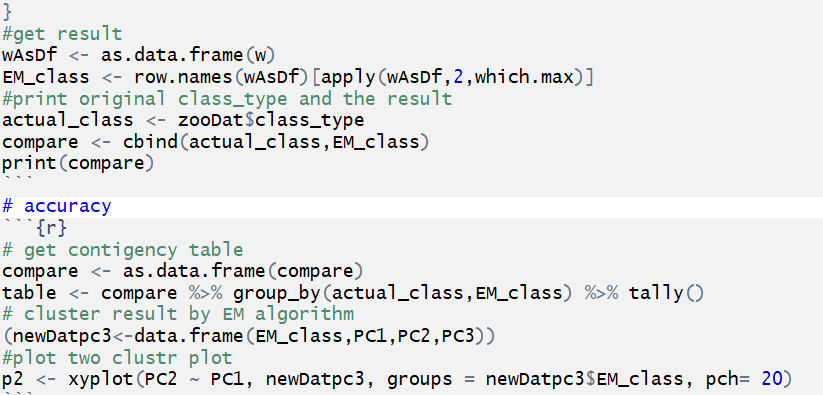 }
#get result
wAsDf <- as.data.frame(w)
EM_class <- row.names(wAsDf)[apply(wAsDf,2,which.max)]
#print original class_type and the result
actual_class <- zooDat$class_type
compare <- cbind(actual_class,EM_class)
print(compare)
```
# accuracy
```{r}
# get contigency table
compare <- as.data.frame(compare)
table <- compare %>% group_by(actual_class,EM_class) %>% tally()
# cluster result by EM algorithm
(newDatpc3<-data.frame(EM_class,PC1,PC2,PC3))
#plot two clustr plot
p2 <- xyplot(PC2 ~ PC1, newDatpc3, groups = newDatpc3$EM_class, pch= 20)
```